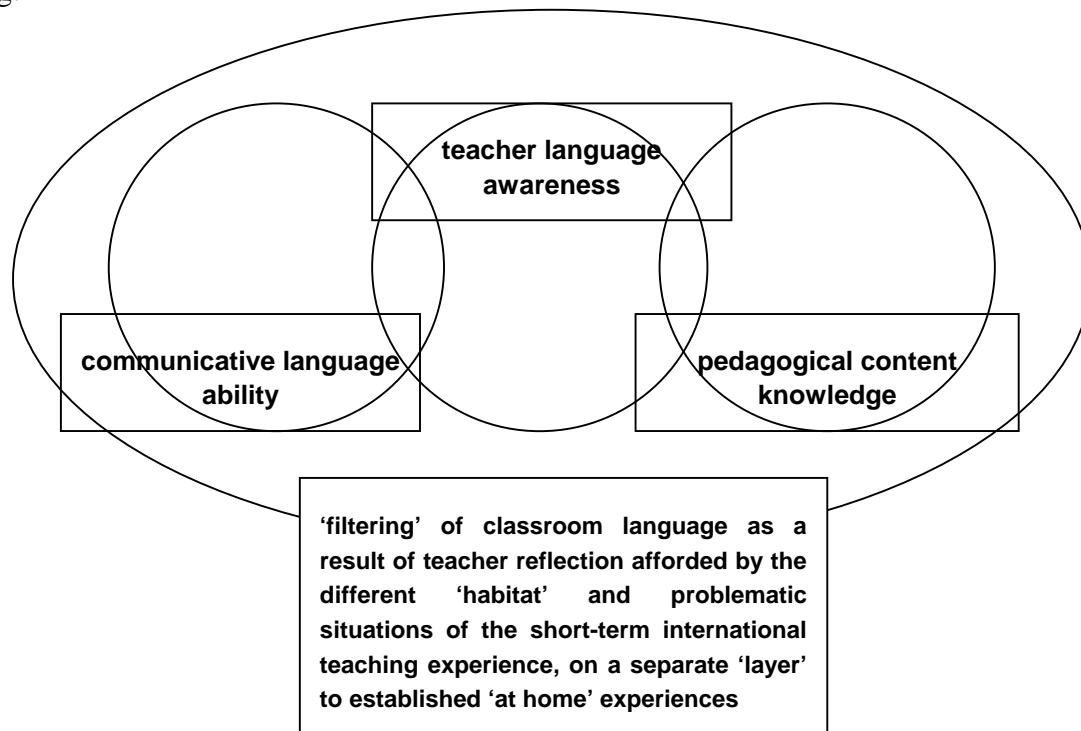 teacher language
awareness
communicative language
ability
pedagogical content
knowledge
‘filtering’ of classroom language as a
result of teacher reflection afforded by the
different ‘habitat’ and problematic
situations of the short-term international
teaching experience, on a separate ‘layer’
to established ‘at home’ experiences